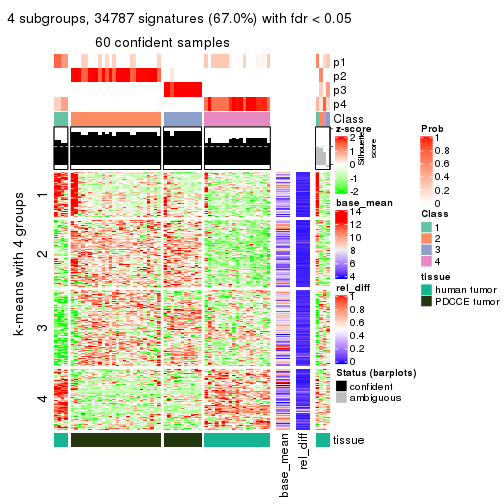 4 subgroups, 34787 signatures (67.0%) with fdr < 0.05
60 confident samples
p1
p2
p3
p4
Class
Silhouette
score
k-means with 4 groups
1
2
3
4
tissue
base_mean
rel_diff
z-score
2
1
0
-1
-2
base_mean
14
12
10
8
6
4
rel_diff
1
0.8
0.6
0.4
0.2
0
Status (barplots)
confident
ambiguous
Prob
1
0.8
0.6
0.4
0.2
0
Class
1
2
3
4
tissue
human tumor
PDCCE tumor